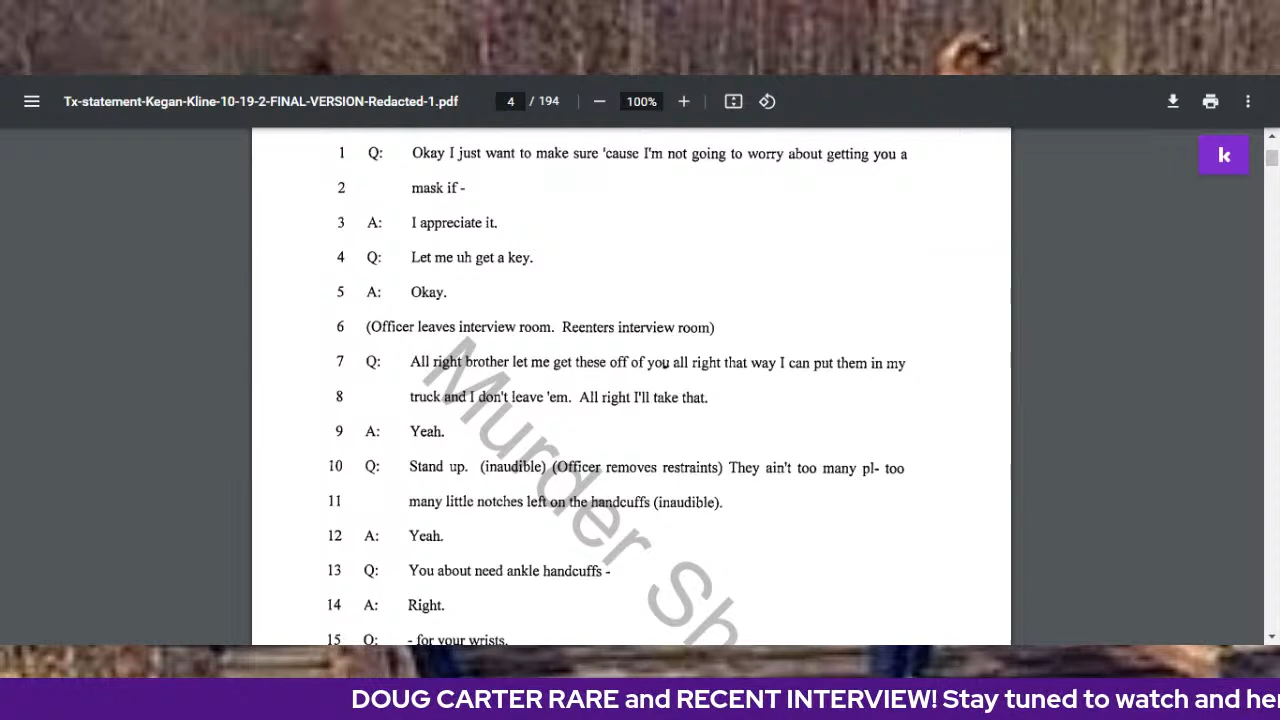 Tx-statement-Kegan-Kline-10-19-2-FINAL-VERSION-Redacted-1.pdf 4 / 194 100%
k
1 Q: Okay I just want to make sure 'cause I'm not going to worry about getting you a
2 mask if -
3 A: I appreciate it.
4 Q: Let me uh get a key.
5 A: Okay.
6 (Officer leaves interview room. Reenters interview room)
7 Q: All right brother let me get these off of you all right that way I can put them in my
8 truck and I don't leave 'em. All right I'll take that.
9 A: Yeah.
10 Q: Stand up. (inaudible) (Officer removes restraints) They ain't too many pl- too
11 many little notches left on the handcuffs (inaudible).
12 A: Yeah.
13 Q: You about need ankle handcuffs -
14 A: Right.
15 Q: - for your wrists.
Murder Sh
DOUG CARTER RARE and RECENT INTERVIEW! Stay tuned to watch and he